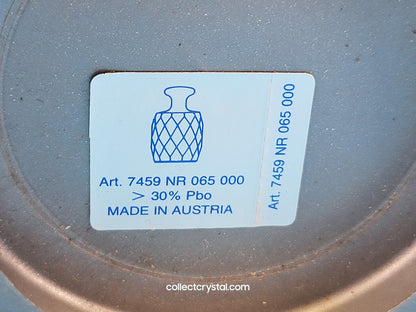 Art. 7459 NR 065 000
> 30% Pbo
MADE IN AUSTRIA
Art. 7459 NR 065 000
collectcrystal.com